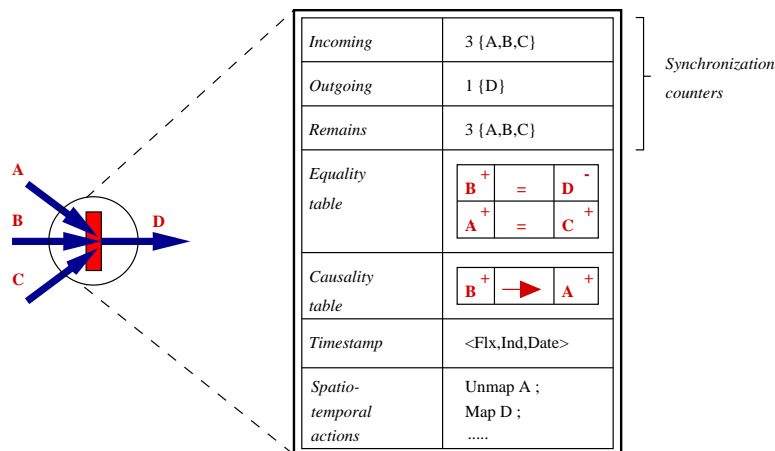 A
B
C
D
Incoming 3 {A,B,C}
Outgoing 1 {D}
Remains 3 {A,B,C}
Synchronization
counters
Equality
table
B+ = D-
A+ = C+
Causality
table
B+ A+
Timestamp <Flx,Ind,Date>
Spatio-
temporal
actions
Unmap A ;
Map D ;
.....